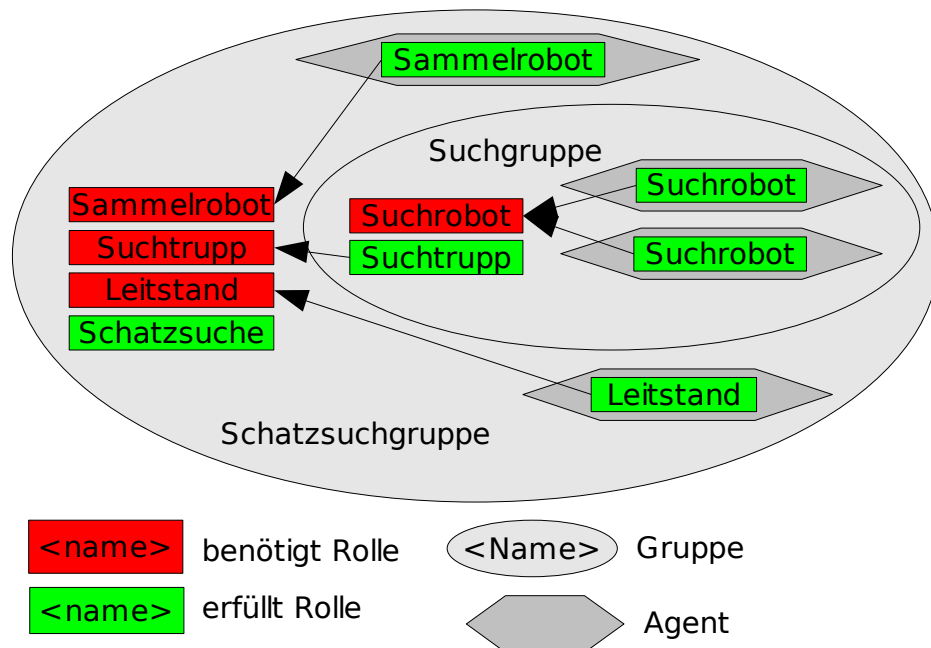 Sammelrobot
Suchgruppe
Suchrobot
Sammelrobot
Suchrobot
Suchtrupp
Suchtrupp
Suchrobot
Leitstand
Schatzsuche
Leitstand
Schatzsuchgruppe
<name>
benötigt Rolle
<Name>
Gruppe
<name>
erfüllt Rolle
Agent